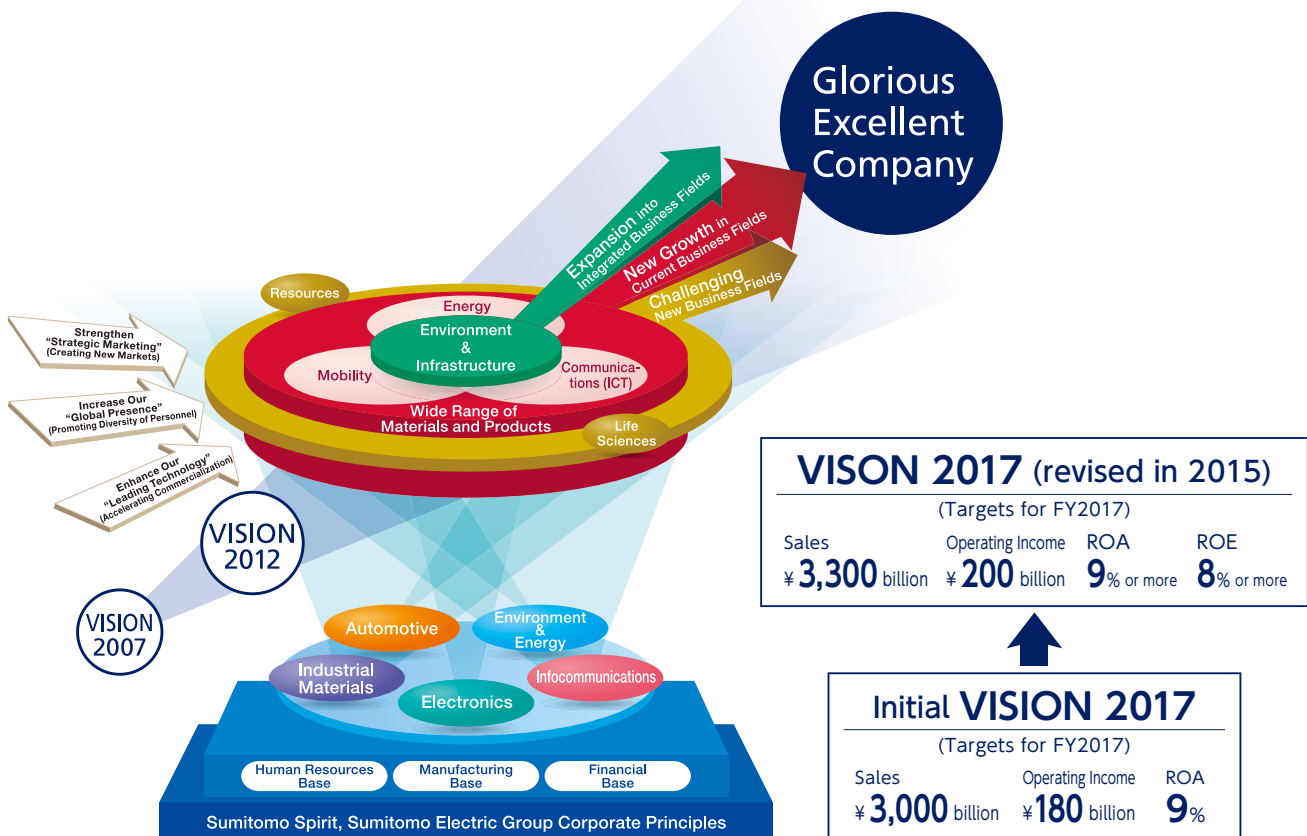 Glorious
Excellent
Company
Expansion into
Integrated Business Fields
New Growth in
Current Business Fields
Challenging
New Business Fields
Resources
Energy
Environment
&
Infrastructure
Mobility
Communica-
tions (ICT)
Wide Range of
Materials and Products
Life
Sciences
Strengthen
"Strategic Marketing"
(Creating New Markets)
Increase Our
"Global Presence"
(Promoting Diversity of Personnel)
Enhance Our
"Leading Technology"
(Accelerating Commercialization)
VISION
2012
VISION
2007
Automotive
Environment
&
Energy
Industrial
Materials
Infocommunications
Electronics
Human Resources
Base
Manufacturing
Base
Financial
Base
Sumitomo Spirit, Sumitomo Electric Group Corporate Principles
VISON 2017 (revised in 2015)
(Targets for FY2017)
Sales Operating Income ROA ROE
¥ 3,300 billion ¥ 200 billion 9% or more 8% or more
Initial VISION 2017
(Targets for FY2017)
Sales Operating Income ROA
¥ 3,000 billion ¥180 billion 9%